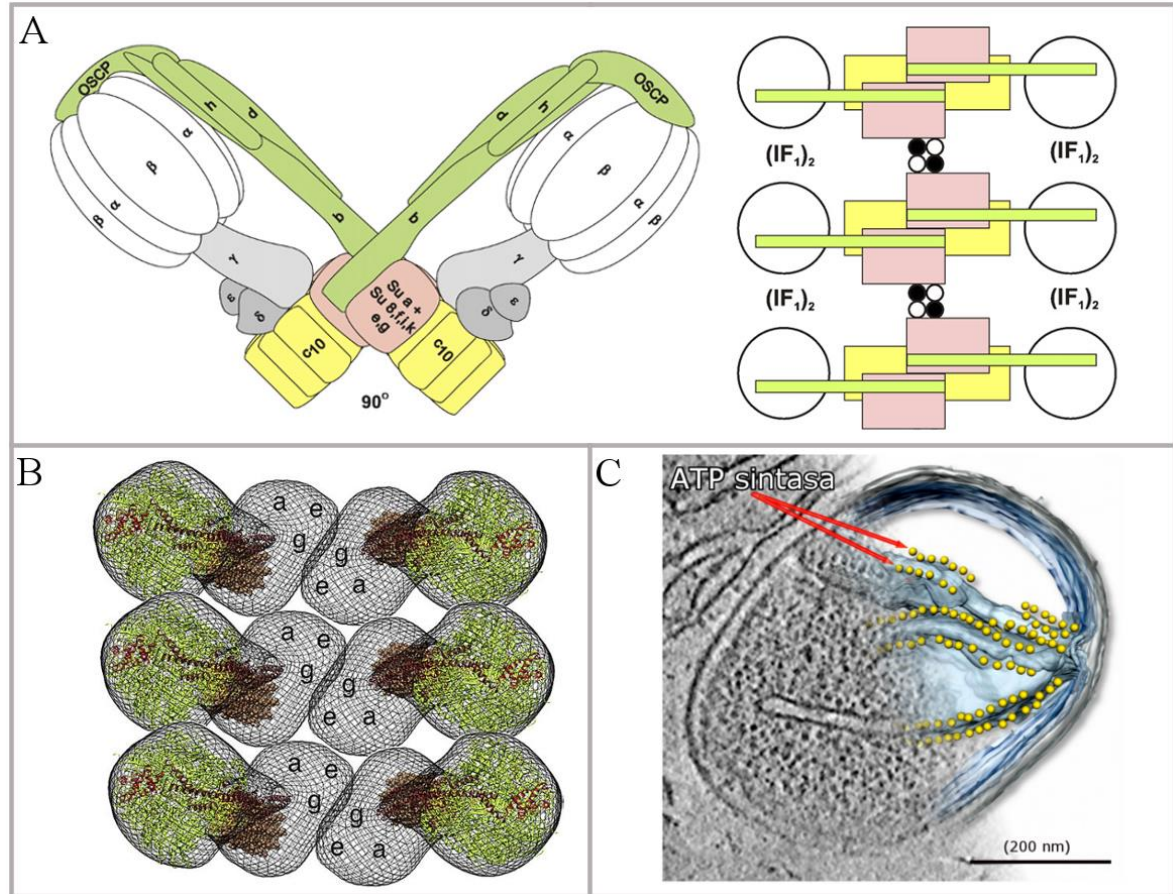 A
OSCP
h
d
α
β
α
β
b
γ
ε
δ
c10
Su a +
Su 8,f,i,k
e,g
90°
OSCP
d
h
α
β
α
β
b
γ
δ
ε
c10
(IF₁)₂
(IF₁)₂
(IF₁)₂
(IF₁)₂
B
a
e
g
g
e
a
a
e
g
g
e
a
a
e
g
g
e
a
C
ATP sintasa
(200 nm)